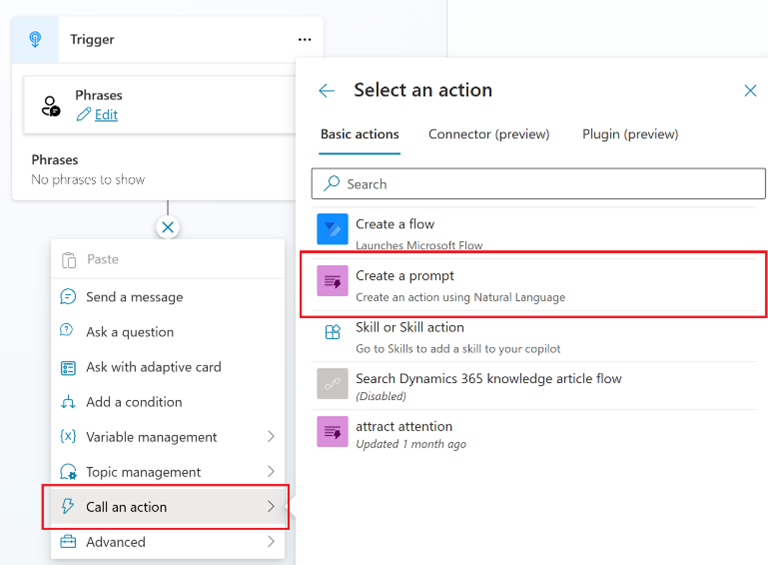 Trigger
Phrases
Edit
Phrases
No phrases to show
Paste
Send a message
Ask a question
Ask with adaptive card
Add a condition
Variable management
Topic management
Call an action
Advanced
Select an action
Basic actions Connector (preview) Plugin (preview)
Search
Create a flow
Launches Microsoft Flow
Create a prompt
Create an action using Natural Language
Skill or Skill action
Go to Skills to add a skill to your copilot
Search Dynamics 365 knowledge article flow
(Disabled)
attract attention
Updated 1 month ago